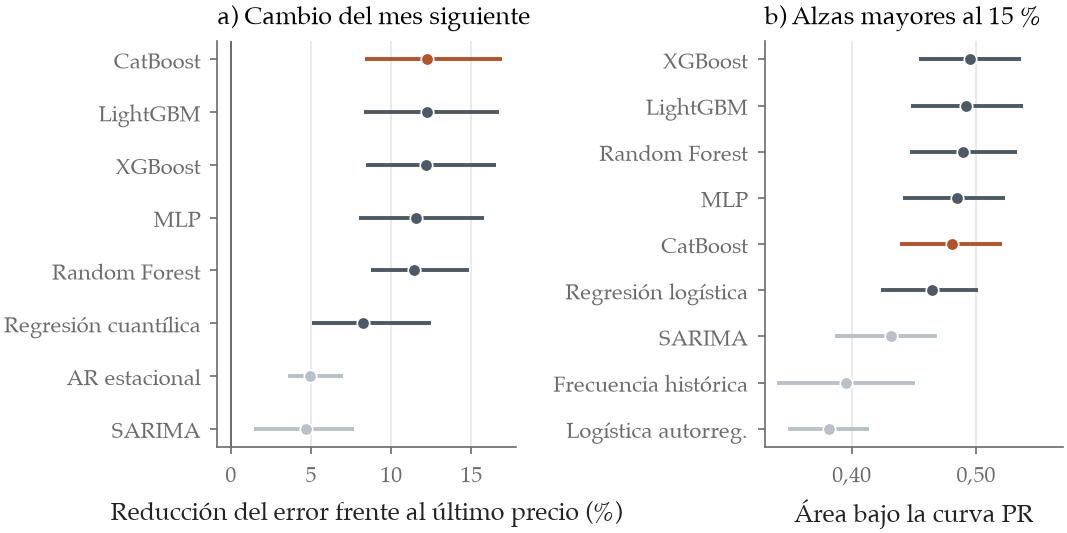 a) Cambio del mes siguiente
CatBoost
LightGBM
XGBoost
MLP
Random Forest
Regresión cuantílica
AR estacional
SARIMA
0 5 10 15
Reducción del error frente al último precio (%)
b) Alzas mayores al 15 %
XGBoost
LightGBM
Random Forest
MLP
CatBoost
Regresión logística
SARIMA
Frecuencia histórica
Logística autorreg.
0,40 0,50
Área bajo la curva PR